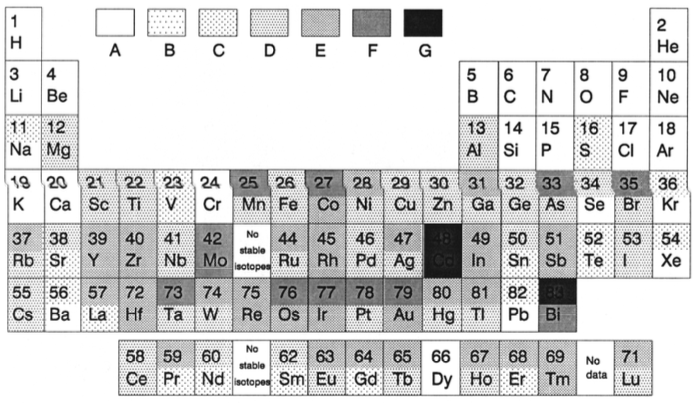 1 2
H He
A B C D E F G
3 4 5 6 7 8 9 10
Li Be B C N O F Ne
11 12 13 14 15 16 17 18
Na Mg Al Si P S Cl Ar
19 20 21 22 23 24 25 26 27 28 29 30 31 32 33 34 35 36
K Ca Sc Ti V Cr Mn Fe Co Ni Cu Zn Ga Ge As Se Br Kr
37 38 39 40 41 42 No stable isotopes 44 45 46 47 48 49 50 51 52 53 54
Rb Sr Y Zr Nb Mo Ru Rh Pd Ag Cd In Sn Sb Te I Xe
55 56 57 72 73 74 75 76 77 78 79 80 81 82 83
Cs Ba La Hf Ta W Re Os Ir Pt Au Hg Tl Pb Bi
58 59 60 No stable isotopes 62 63 64 65 66 67 68 69 No data 71
Ce Pr Nd Sm Eu Gd Tb Dy Ho Er Tm Lu